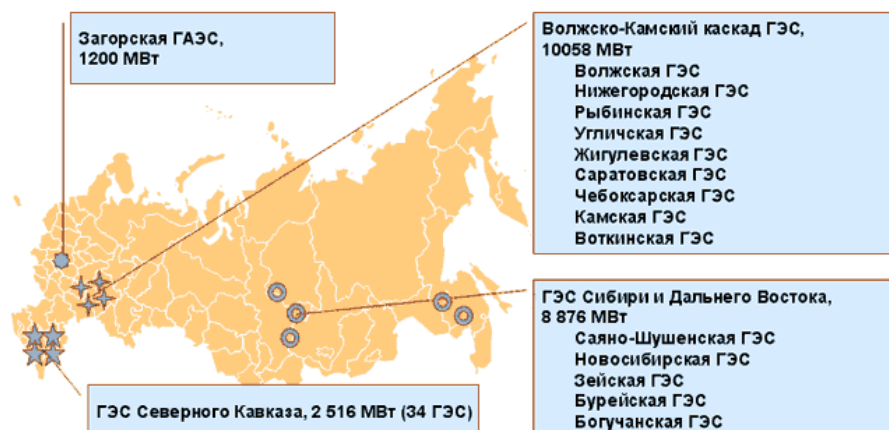 Загорская ГАЭС,
1200 МВт
Волжско-Камский каскад ГЭС,
10058 МВт
Волжская ГЭС
Нижегородская ГЭС
Рыбинская ГЭС
Угличская ГЭС
Жигулевская ГЭС
Саратовская ГЭС
Чебоксарская ГЭС
Камская ГЭС
Воткинская ГЭС
ГЭС Сибири и Дальнего Востока,
8 876 МВт
Саяно-Шушенская ГЭС
Новосибирская ГЭС
Зейская ГЭС
Бурейская ГЭС
Богучанская ГЭС
ГЭС Северного Кавказа, 2 516 МВт (34 ГЭС)